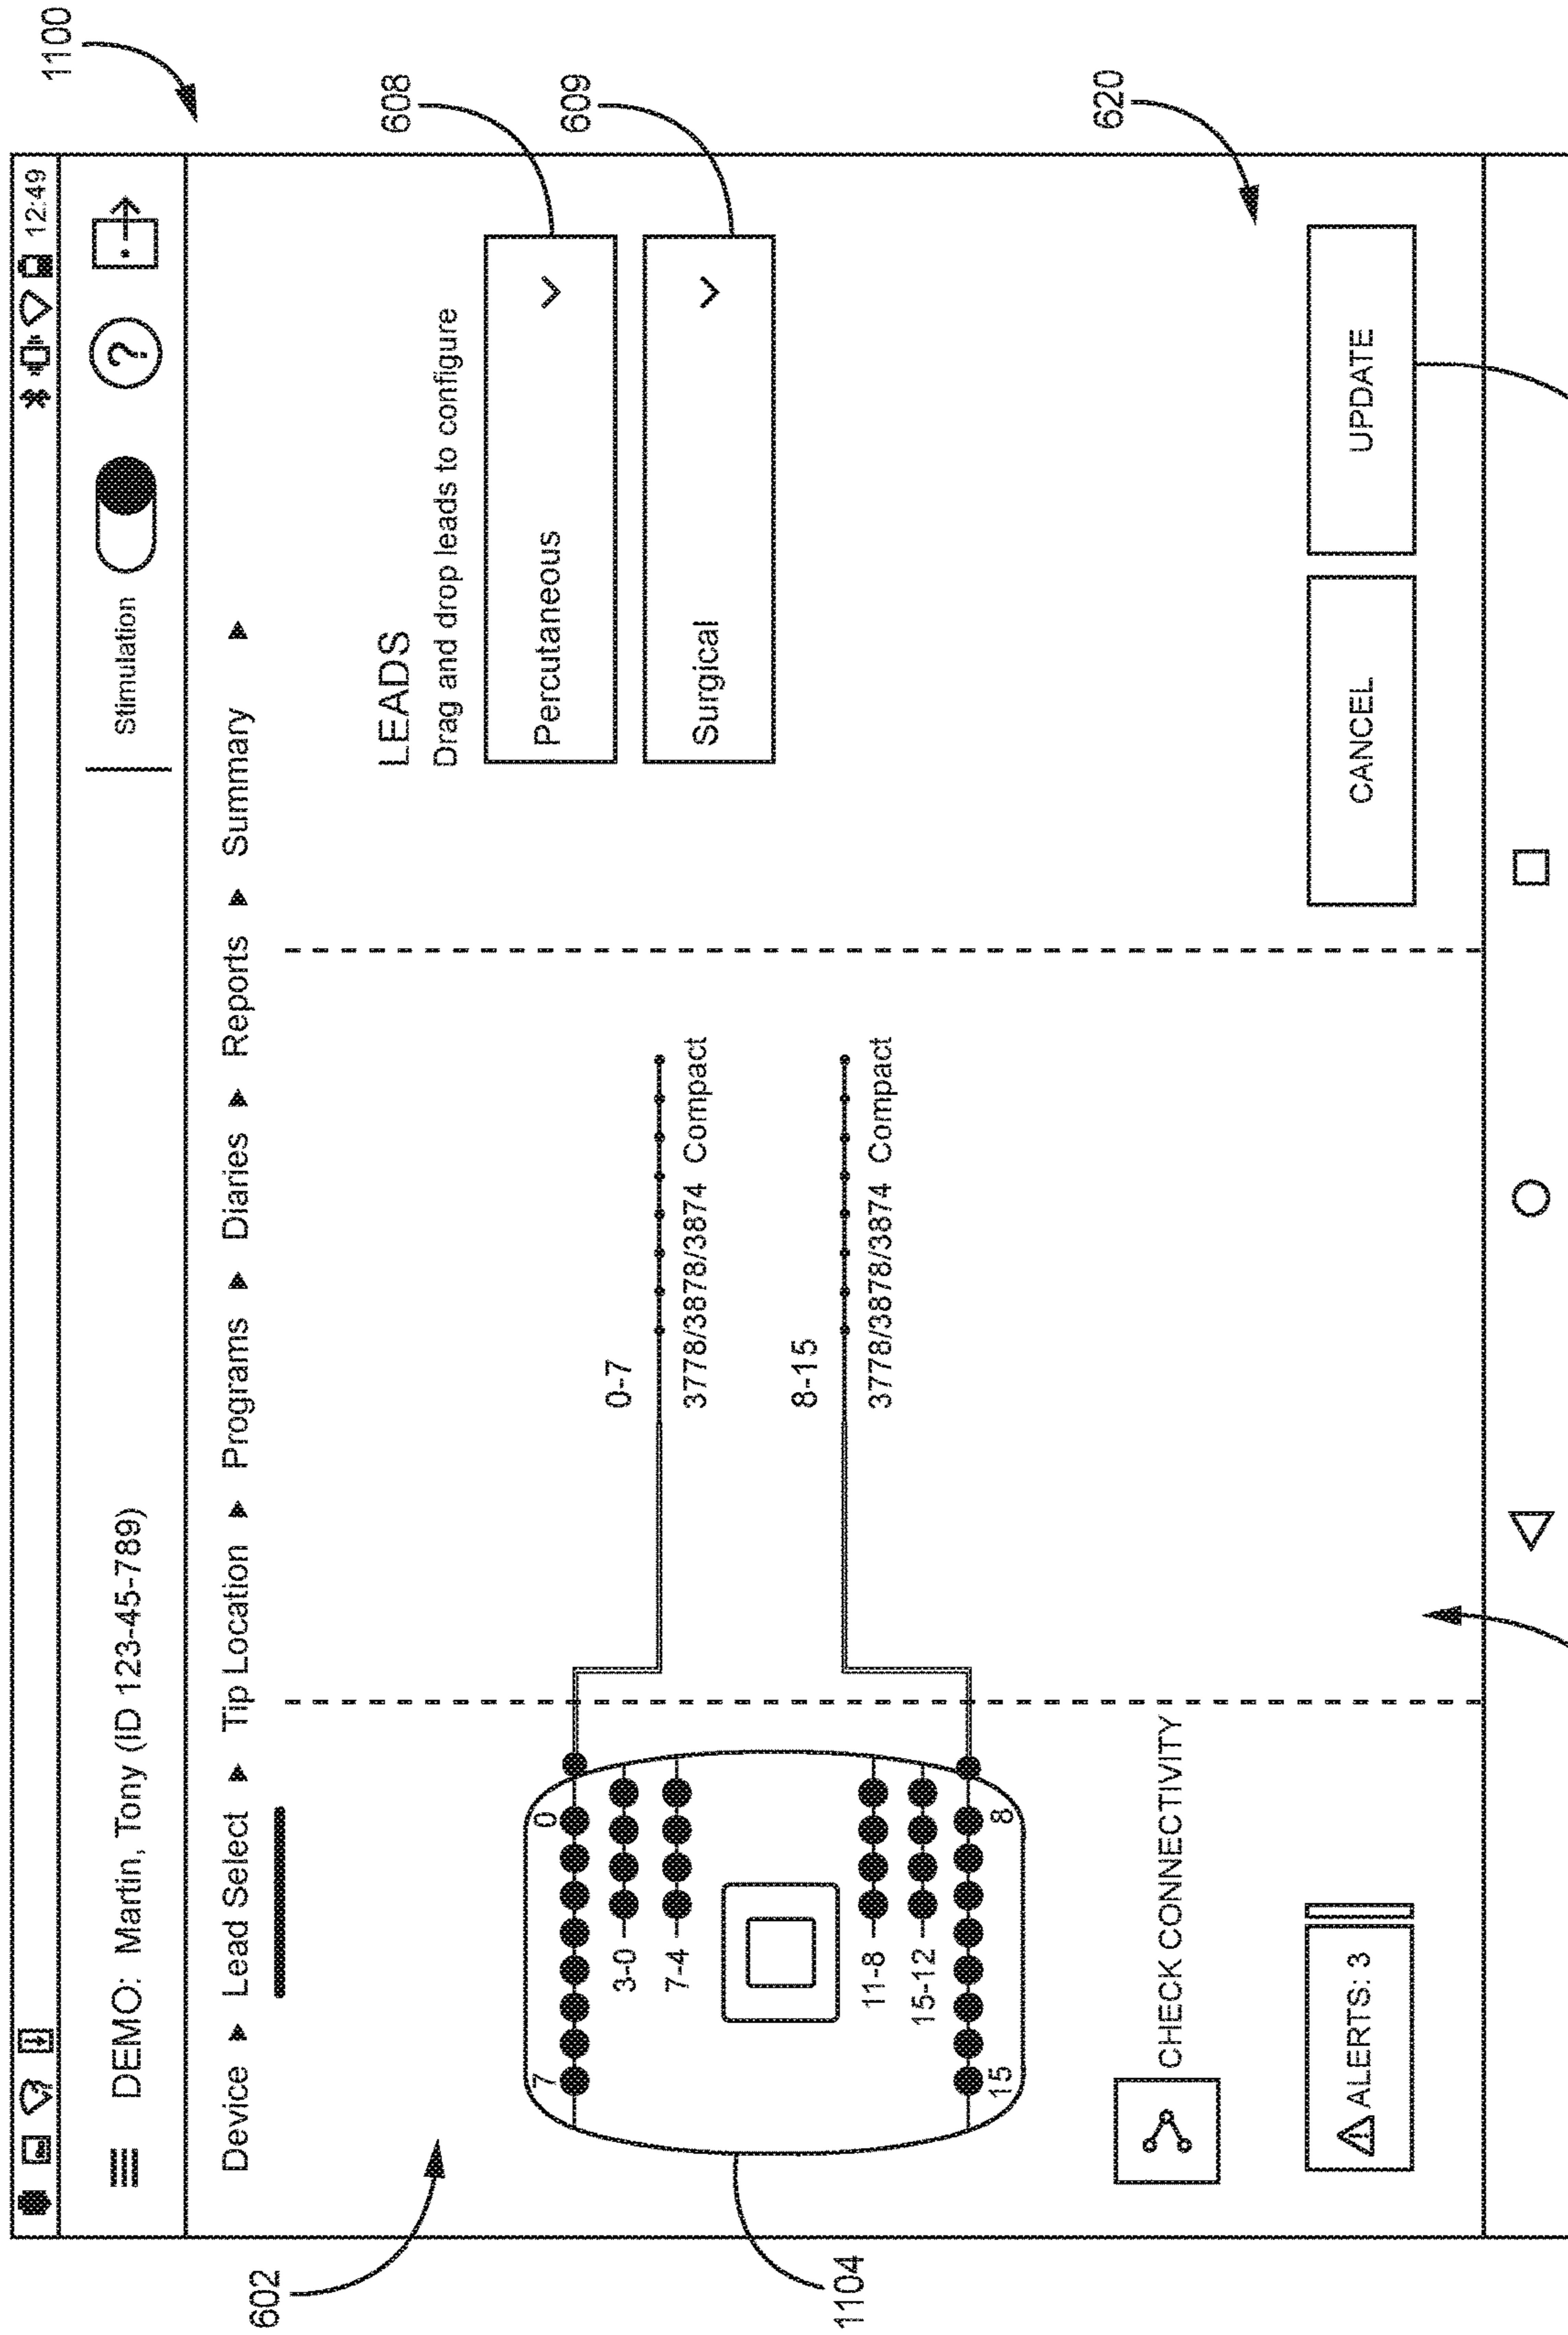 1100
12:49
DEMO: Martin, Tony (ID 123-45-789)
Stimulation
?
Device ▶ Lead Select ▶ Tip Location ▶ Programs ▶ Diaries ▶ Reports ▶ Summary ▶
602
608
609
620
1104
LEADS
Drag and drop leads to configure
Percutaneous
Surgical
7
0
3-0
7-4
11-8
15-12
15
8
0-7
3778/3878/3874 Compact
8-15
3778/3878/3874 Compact
CHECK CONNECTIVITY
ALERTS: 3
CANCEL
UPDATE